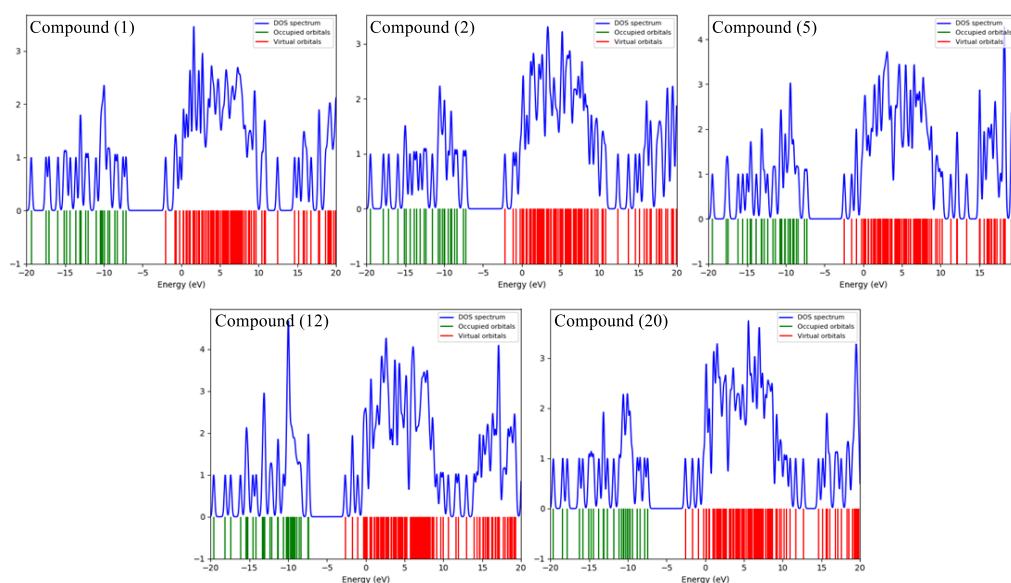 Compound (1)
DOS spectrum
Occupied orbitals
Virtual orbitals
3
2
1
0
−1
−20 −15 −10 −5 0 5 10 15 20
Energy (eV)
Compound (2)
DOS spectrum
Occupied orbitals
Virtual orbitals
3
2
1
0
−1
−20 −15 −10 −5 0 5 10 15 20
Energy (eV)
Compound (5)
DOS spectrum
Occupied orbitals
Virtual orbitals
4
3
2
1
0
−1
−20 −15 −10 −5 0 5 10 15
Energy (eV)
Compound (12)
DOS spectrum
Occupied orbitals
Virtual orbitals
4
3
2
1
0
−1
−20 −15 −10 −5 0 5 10 15 20
Energy (eV)
Compound (20)
DOS spectrum
Occupied orbitals
Virtual orbitals
3
2
1
0
−1
−20 −15 −10 −5 0 5 10 15 20
Energy (eV)